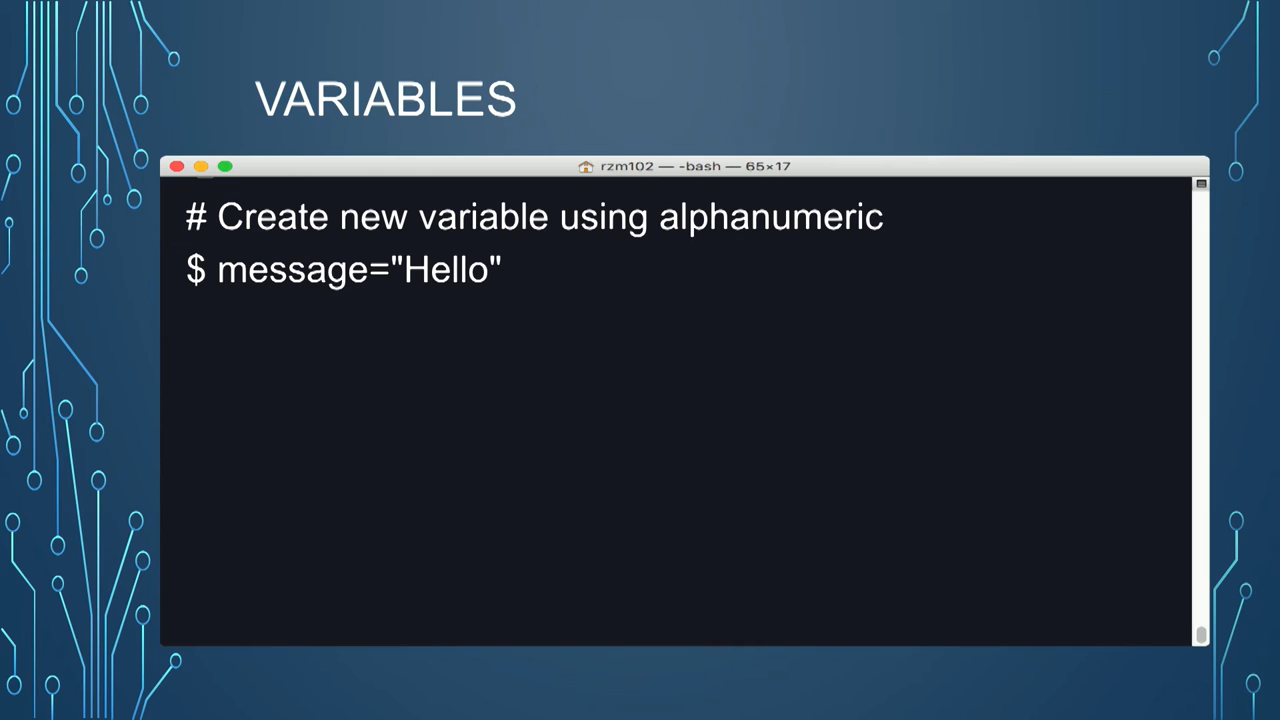 VARIABLES
rzm102 — -bash — 65×17
# Create new variable using alphanumeric
$ message="Hello"